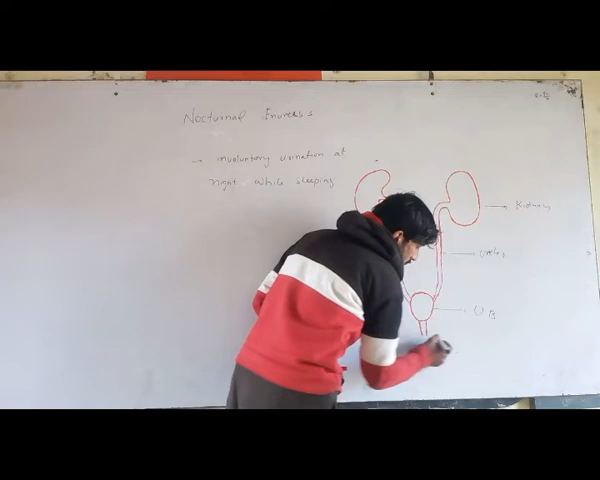 Nocturnal Enuresis
→ involuntary urination at
night while sleeping
Kidney
Ureter
UB